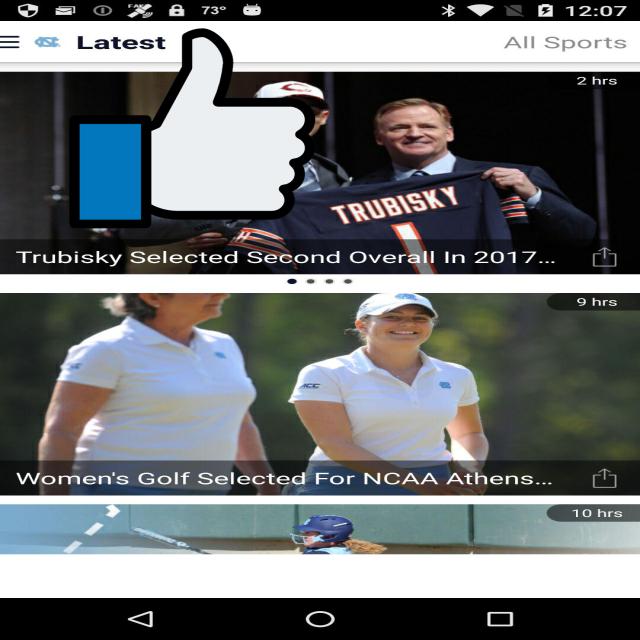 73° 12:07
Latest All Sports
2 hrs
TRUBISKY
1
Trubisky Selected Second Overall In 2017...
9 hrs
ACC
Women's Golf Selected For NCAA Athens...
10 hrs